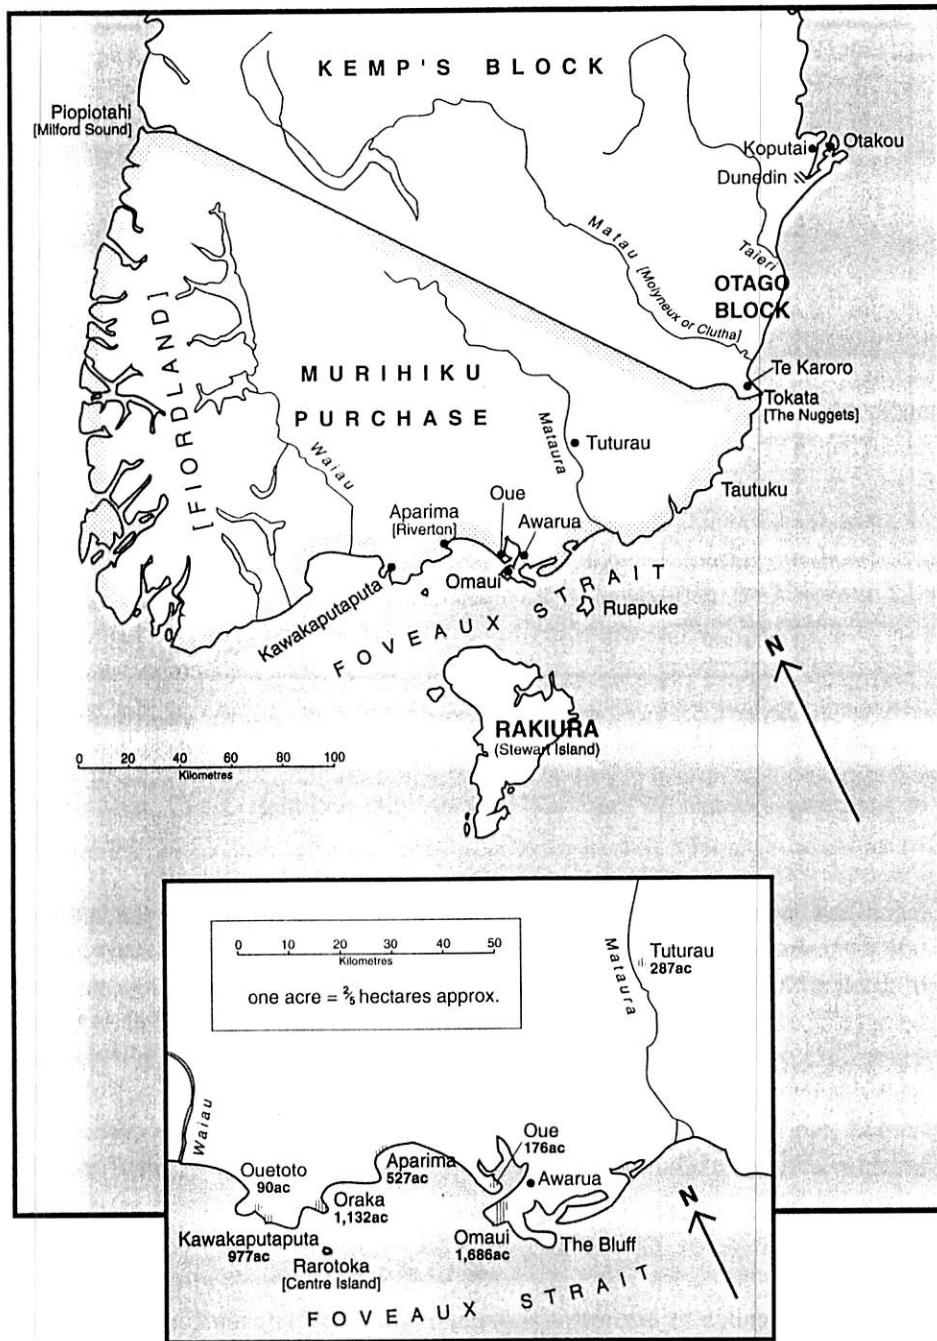 KEMP'S BLOCK
Piopiotahi
[Milford Sound]
Koputai
Otakou
Dunedin
Taieri
Matau [Molyneux or Clutha]
OTAGO
BLOCK
[FIORDLAND]
MURIHIKU
PURCHASE
Te Karoro
Tokata
[The Nuggets]
Waiau
Mataura
Tuturau
Tautuku
Oue
Aparima
[Riverton]
Awarua
Omaui
Kawakaputaputa
FOVEAUX STRAIT
Ruapuke
N
RAKIURA
(Stewart Island)
0 20 40 60 80 100
Kilometres
0 10 20 30 40 50
Kilometres
one acre = ⅖ hectares approx.
Mataura
Tuturau
287ac
Waiau
Oue
176ac
Aparima
527ac
Awarua
Ouetoto
90ac
Oraka
1,132ac
Kawakaputaputa
977ac
Omaui
1,686ac
The Bluff
Rarotoka
[Centre Island]
N
FOVEAUX STRAIT